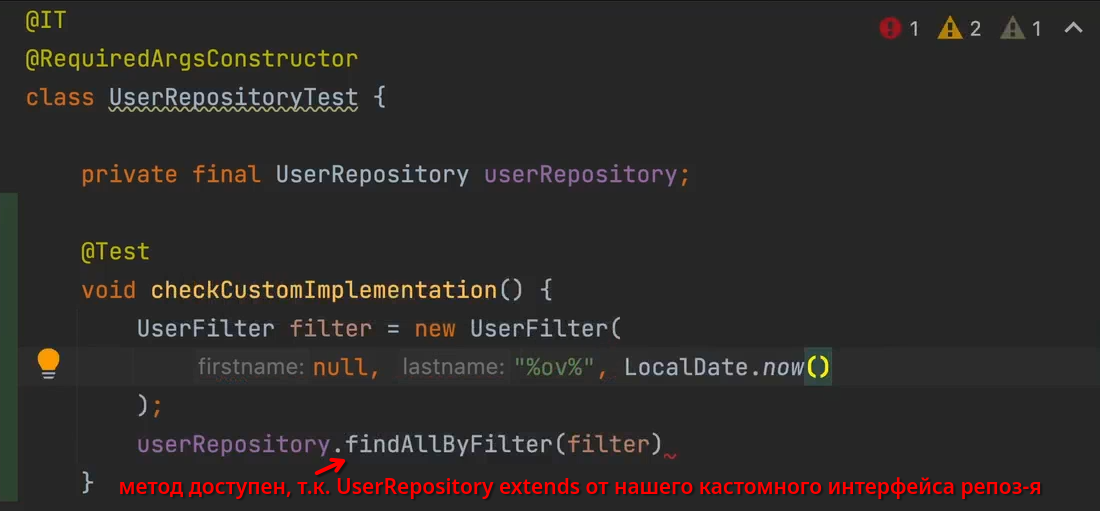 @IT
1 2 1
@RequiredArgsConstructor
class UserRepositoryTest {
private final UserRepository userRepository;
@Test
void checkCustomImplementation() {
UserFilter filter = new UserFilter(
firstname: null, lastname: "%ov%", LocalDate.now()
);
userRepository.findAllByFilter(filter)
}
метод доступен, т.к. UserRepository extends от нашего кастомного интерфейса репоз-я